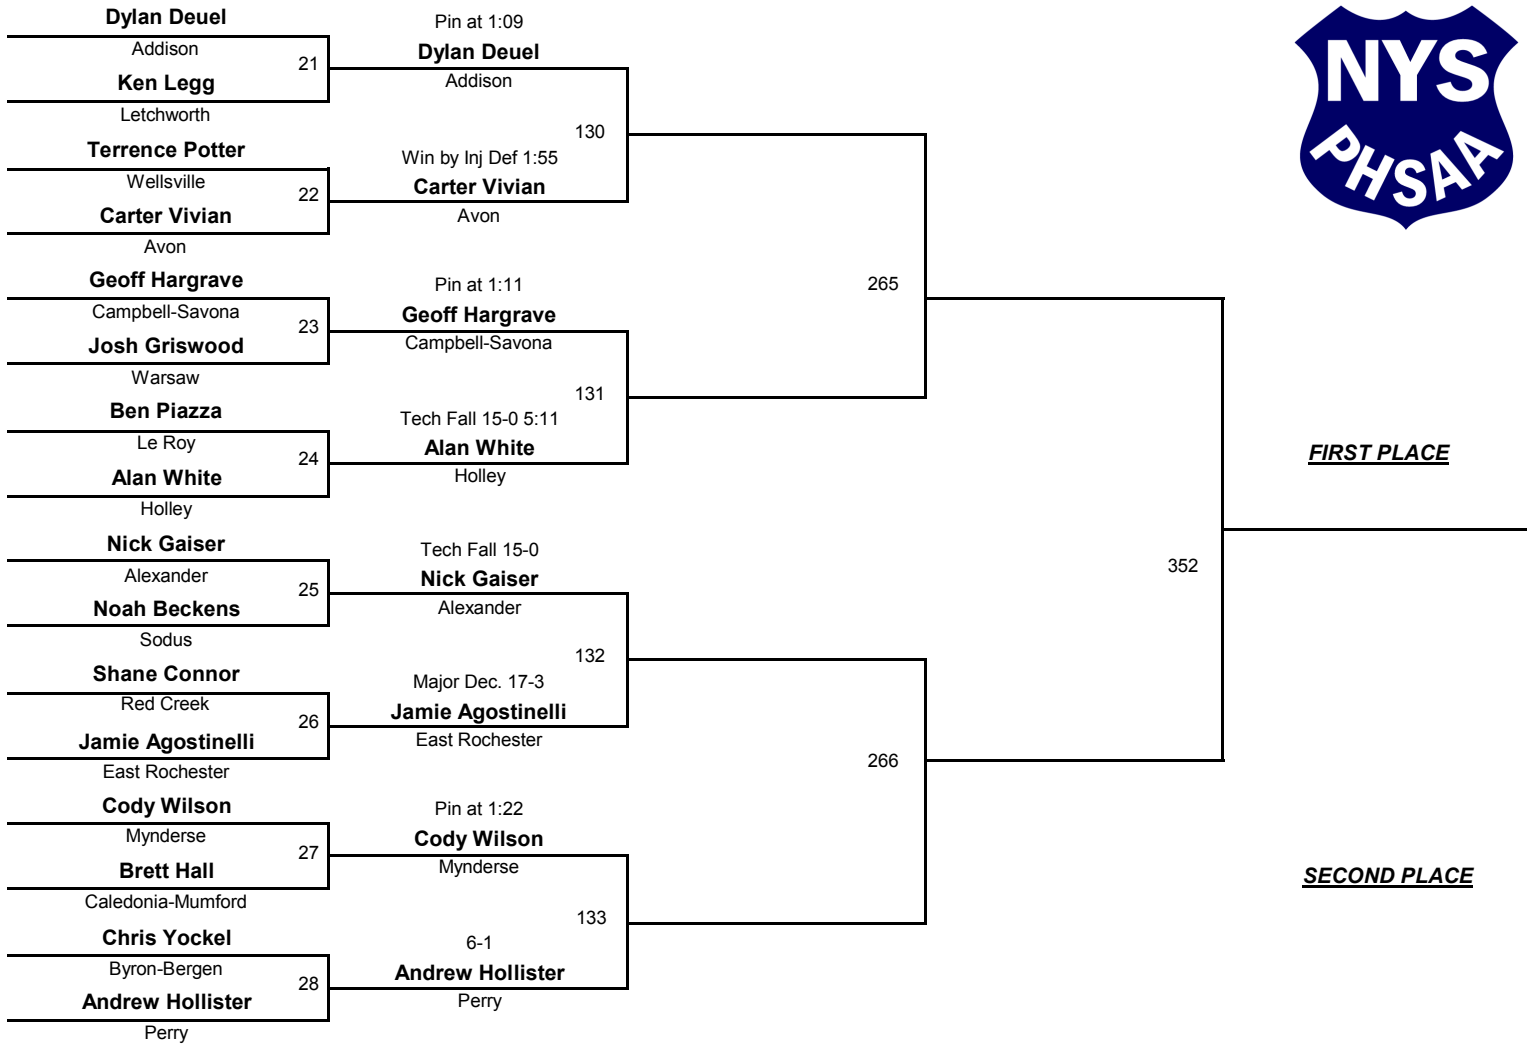 Dylan Deuel
Addison
21
Ken Legg
Letchworth
Terrence Potter
Wellsville
22
Carter Vivian
Avon
Geoff Hargrave
Campbell-Savona
23
Josh Griswood
Warsaw
Ben Piazza
Le Roy
24
Alan White
Holley
Nick Gaiser
Alexander
25
Noah Beckens
Sodus
Shane Connor
Red Creek
26
Jamie Agostinelli
East Rochester
Cody Wilson
Mynderse
27
Brett Hall
Caledonia-Mumford
Chris Yockel
Byron-Bergen
28
Andrew Hollister
Perry
Pin at 1:09
Dylan Deuel
Addison
130
Win by Inj Def 1:55
Carter Vivian
Avon
Pin at 1:11
Geoff Hargrave
Campbell-Savona
131
Tech Fall 15-0 5:11
Alan White
Holley
Tech Fall 15-0
Nick Gaiser
Alexander
132
Major Dec. 17-3
Jamie Agostinelli
East Rochester
Pin at 1:22
Cody Wilson
Mynderse
133
6-1
Andrew Hollister
Perry
265
266
352
NYS
PHSAA
FIRST PLACE
SECOND PLACE